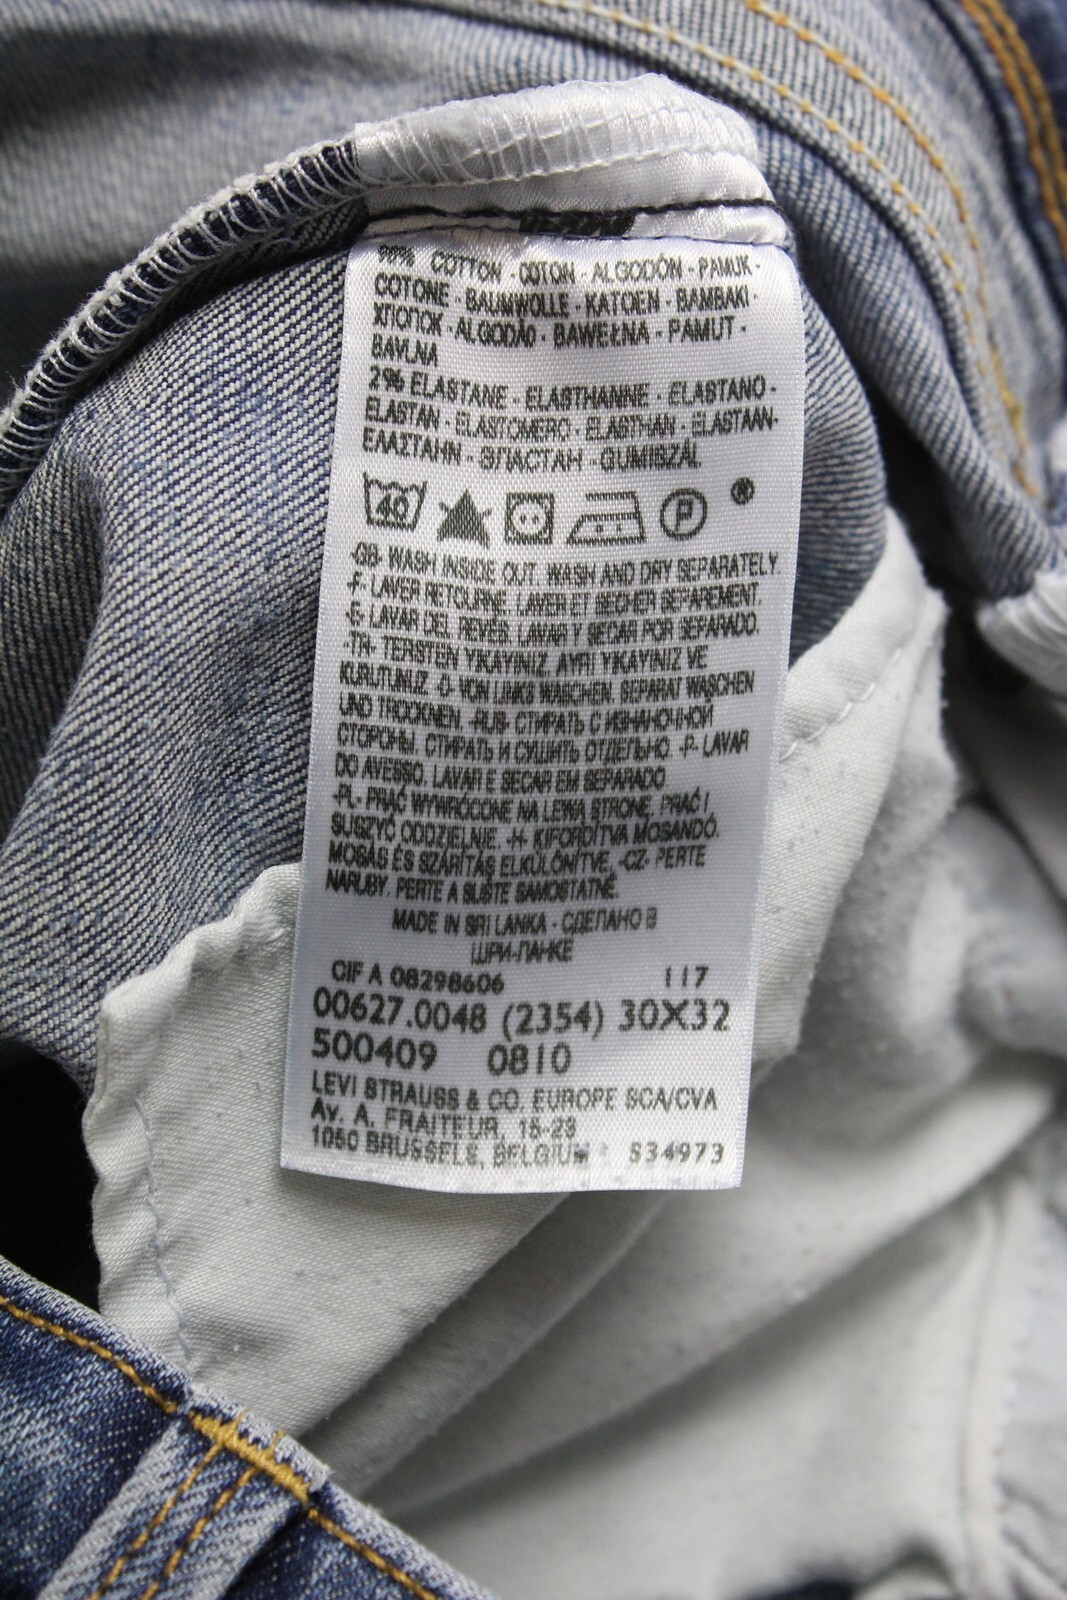 98% COTTON - COTON - ALGODÓN - PAMUK -
COTONE - BAUMWOLLE - KATOEN - BAMBAKI -
ХЛОПОК - ALGODÃO - BAWEŁNA - PAMUT -
BAVLNA
2% ELASTANE - ELASTHANNE - ELASTANO -
ELASTAN - ELASTOMERO - ELASTHAN - ELASTAAN-
ΕΛΑΣΤΑΗ - ЭЛАСТАН - GUMISZÁL
40 P ®
-GB- WASH INSIDE OUT. WASH AND DRY SEPARATELY.
-F- LAVER RETOURNE. LAVER ET SECHER SEPAREMENT.
-E- LAVAR DEL REVÉS. LAVAR Y SECAR POR SEPARADO.
-TR- TERSTEN YIKAYINIZ. AYRI YIKAYINIZ VE
KURUTUNUZ. -D- VON LINKS WASCHEN. SEPARAT WASCHEN
UND TROCKNEN. -RUS- СТИРАТЬ С ИЗНАНОЧНОЙ
СТОРОНЫ. СТИРАТЬ И СУШИТЬ ОТДЕЛЬНО. -P- LAVAR
DO AVESSO. LAVAR E SECAR EM SEPARADO
-PL- PRAĆ WYWRÓCONE NA LEWĄ STRONĘ. PRAĆ I
SUSZYĆ ODDZIELNIE. -H- KIFORDÍTVA MOSANDÓ.
MOSÁS ÉS SZÁRÍTÁS ELKÜLÖNÍTVE. -CZ- PERTE
NARUBY. PERTE A SUŠTE SAMOSTATNĚ.
MADE IN SRI LANKA - СДЕЛАНО В
ШРИ-ЛАНКЕ
CIF A 08298606 117
00627.0048 (2354) 30X32
500409 0810
LEVI STRAUSS & CO. EUROPE SCA/CVA
Av. A. FRAITEUR, 15-23
1050 BRUSSELS, BELGIUM S34973